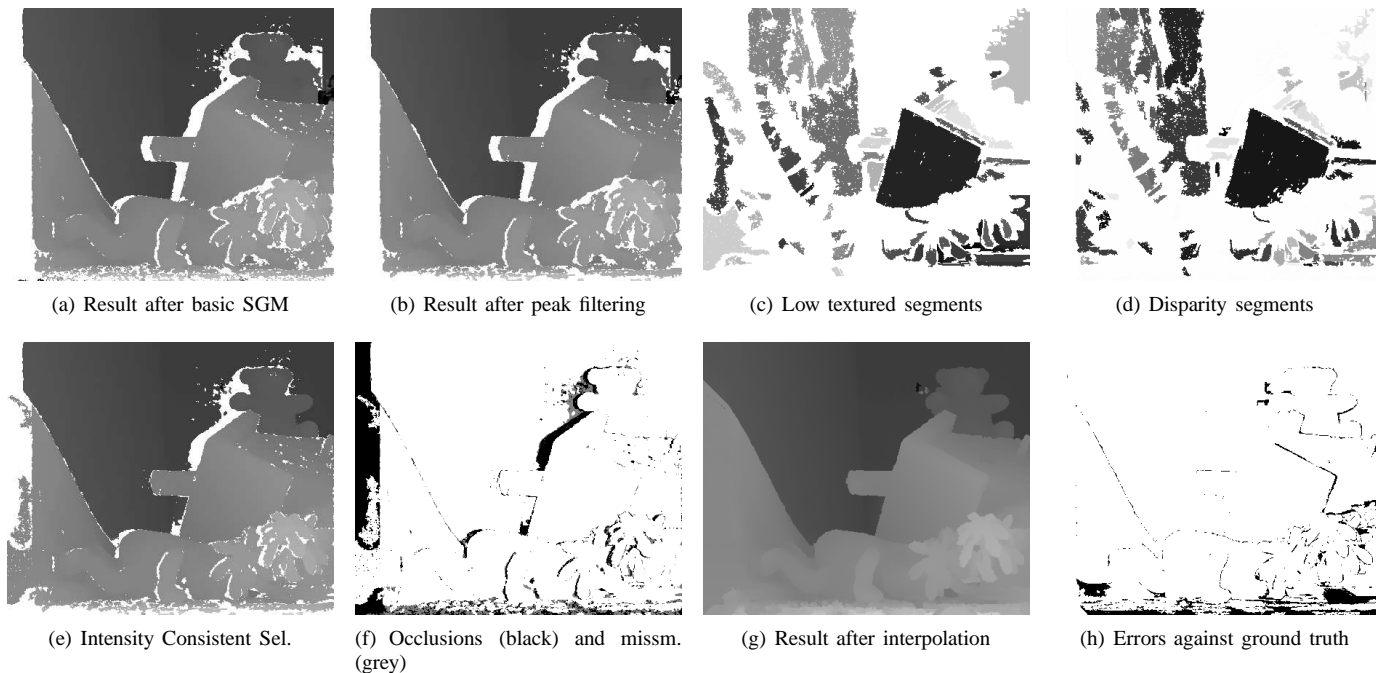 (a) Result after basic SGM
(b) Result after peak filtering
(c) Low textured segments
(d) Disparity segments
(e) Intensity Consistent Sel.
(f) Occlusions (black) and missm.
(grey)
(g) Result after interpolation
(h) Errors against ground truth